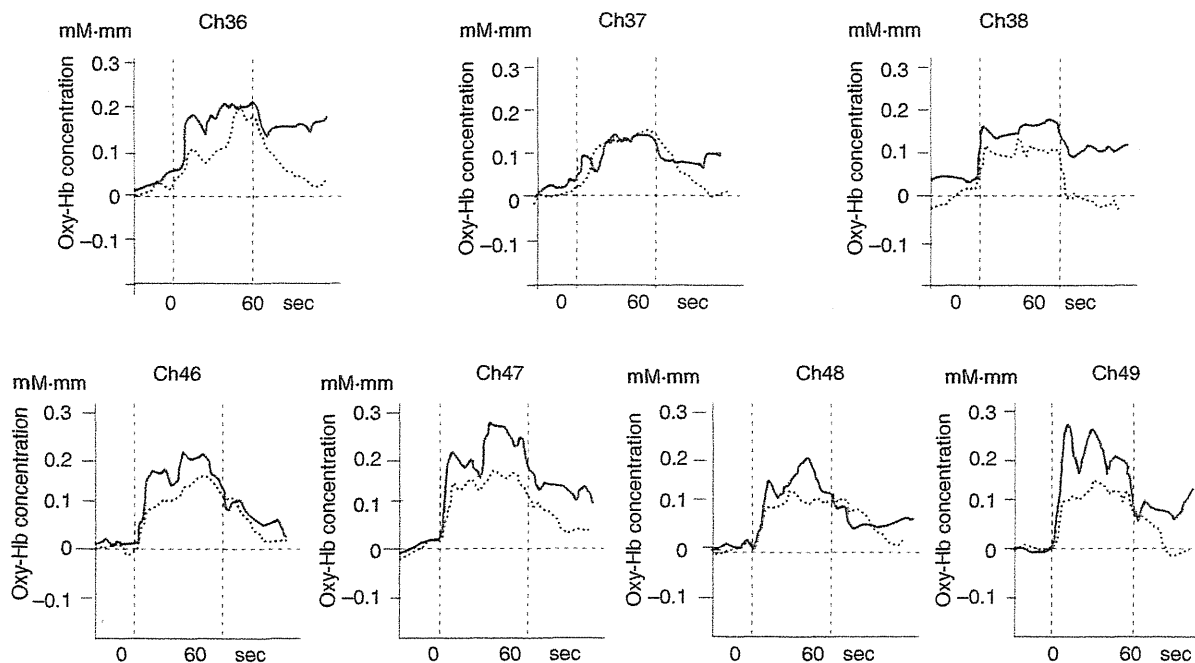 mM·mm Ch36
Oxy-Hb concentration
0.3
0.2
0.1
0
–0.1
0 60 sec
mM·mm Ch37
Oxy-Hb concentration
0.3
0.2
0.1
0
–0.1
0 60 sec
mM·mm Ch38
Oxy-Hb concentration
0.3
0.2
0.1
0
–0.1
0 60 sec
mM·mm Ch46
Oxy-Hb concentration
0.3
0.2
0.1
0
–0.1
0 60 sec
mM·mm Ch47
Oxy-Hb concentration
0.3
0.2
0.1
0
–0.1
0 60 sec
mM·mm Ch48
Oxy-Hb concentration
0.3
0.2
0.1
0
–0.1
0 60 sec
mM·mm Ch49
Oxy-Hb concentration
0.3
0.2
0.1
0
–0.1
0 60 sec